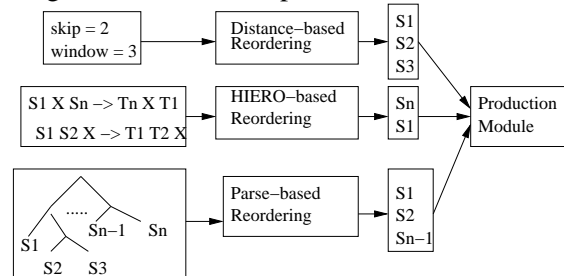 skip = 2
window = 3
Distance−based
Reordering
S1
S2
S3
S1 X Sn −> Tn X T1
S1 S2 X −> T1 T2 X
HIERO−based
Reordering
Sn
S1
Production
Module
.....
S1
Sn−1
Sn
S2
S3
Parse−based
Reordering
S1
S2
Sn−1